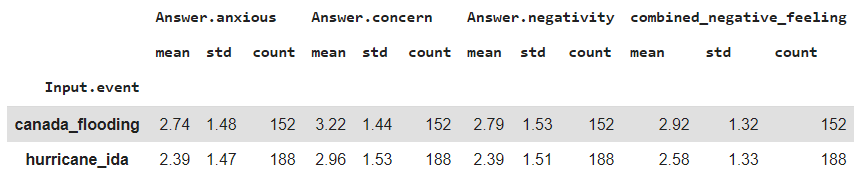 Answer.anxious Answer.concern Answer.negativity combined_negative_feeling
mean std count mean std count mean std count mean std count
Input.event
canada_flooding 2.74 1.48 152 3.22 1.44 152 2.79 1.53 152 2.92 1.32 152
hurricane_ida 2.39 1.47 188 2.96 1.53 188 2.39 1.51 188 2.58 1.33 188